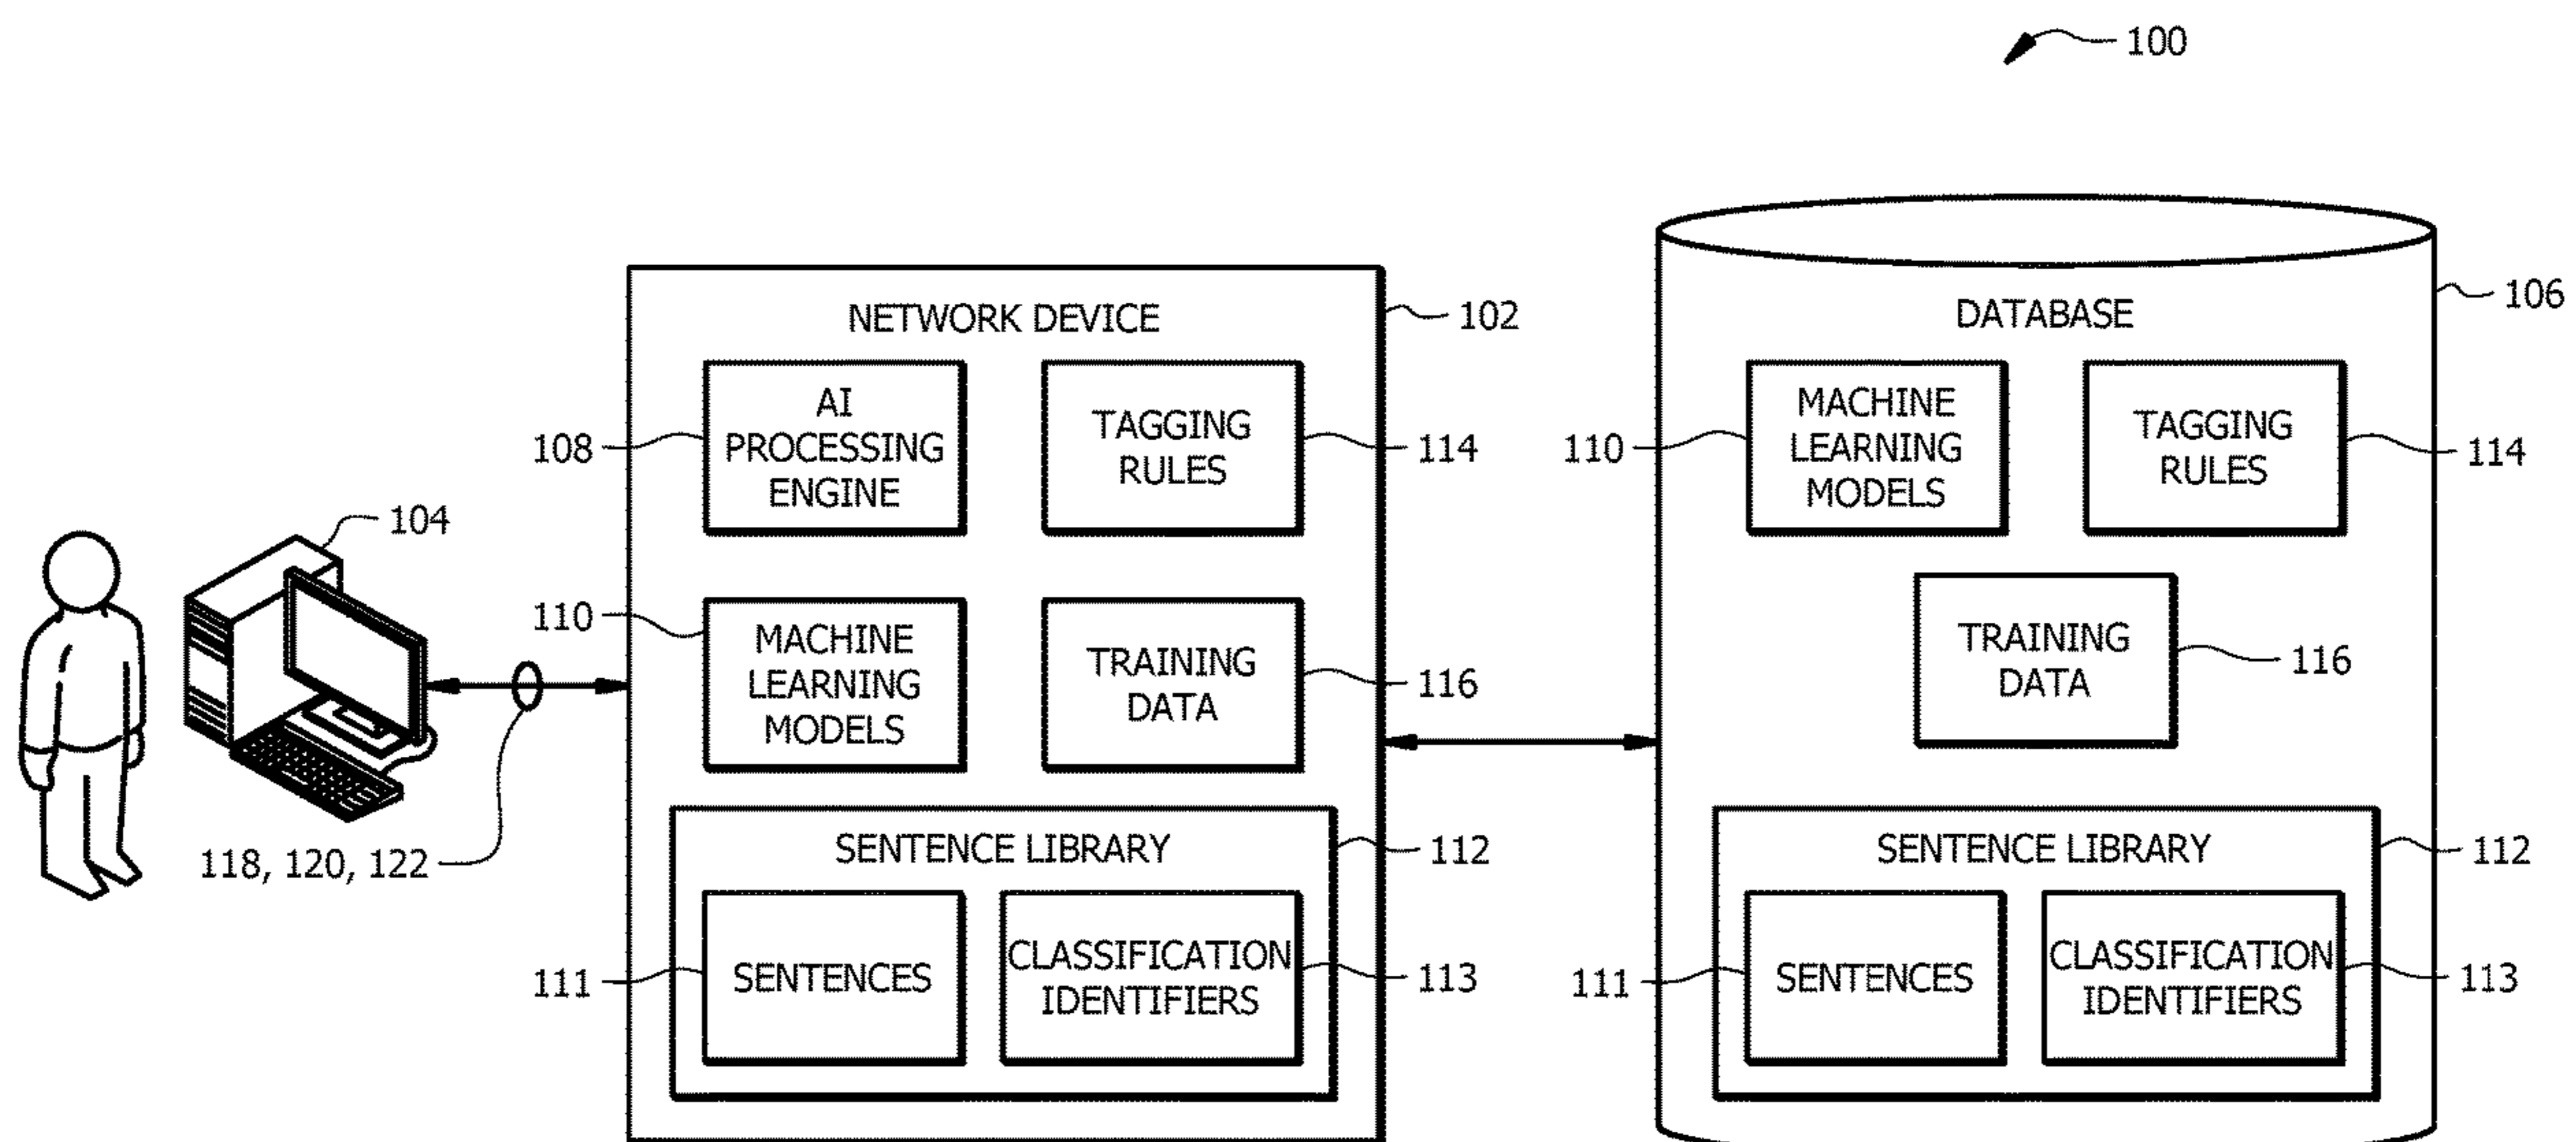 100
NETWORK DEVICE
102
AI
PROCESSING
ENGINE
108
TAGGING
RULES
114
MACHINE
LEARNING
MODELS
110
TRAINING
DATA
116
SENTENCE LIBRARY
112
SENTENCES
111
CLASSIFICATION
IDENTIFIERS
113
104
118, 120, 122
DATABASE
106
MACHINE
LEARNING
MODELS
110
TAGGING
RULES
114
TRAINING
DATA
116
SENTENCE LIBRARY
112
SENTENCES
111
CLASSIFICATION
IDENTIFIERS
113